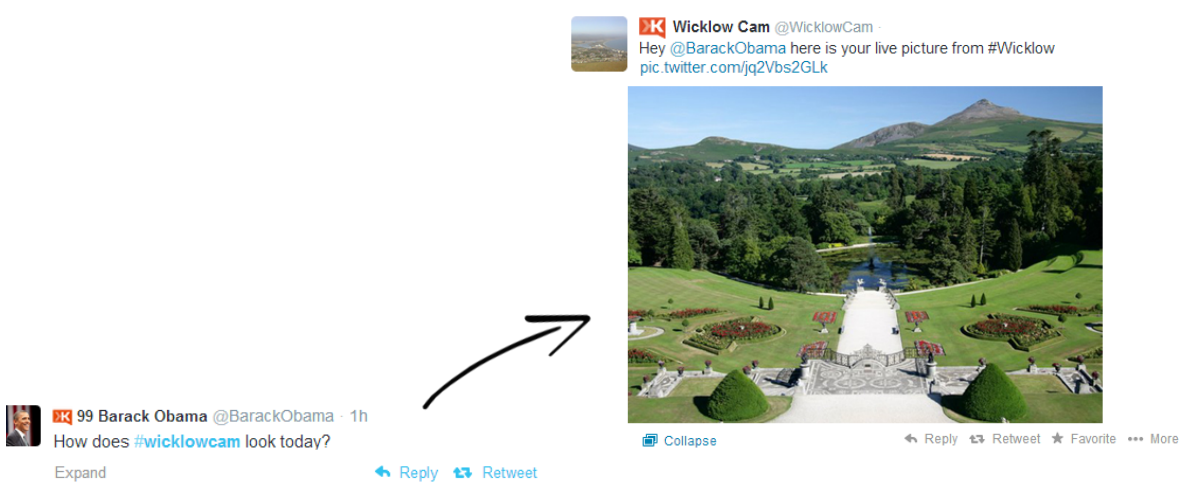 Wicklow Cam @WicklowCam ·
Hey @BarackObama here is your live picture from #Wicklow
pic.twitter.com/jq2Vbs2GLk
Collapse
Reply Retweet Favorite More
99 Barack Obama @BarackObama · 1h
How does #wicklowcam look today?
Expand
Reply Retweet